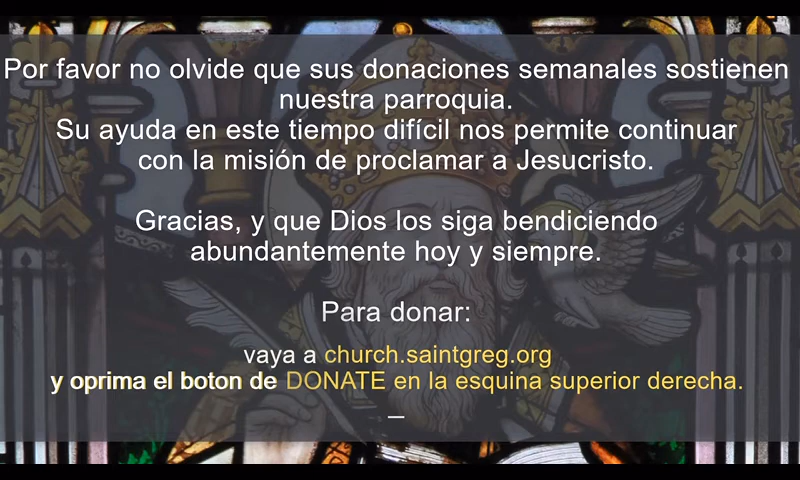 Por favor no olvide que sus donaciones semanales sostienen
nuestra parroquia.
Su ayuda en este tiempo difícil nos permite continuar
con la misión de proclamar a Jesucristo.
Gracias, y que Dios los siga bendiciendo
abundantemente hoy y siempre.
Para donar:
vaya a church.saintgreg.org
y oprima el boton de DONATE en la esquina superior derecha.
_